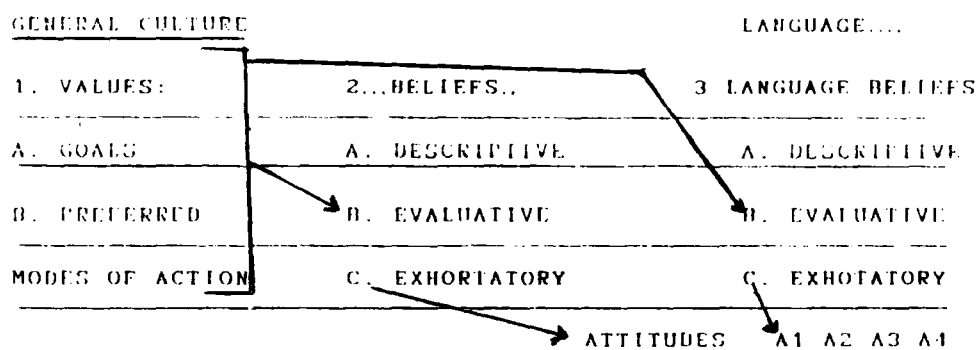 GENERAL CULTURE LANGUAGE....
1. VALUES: 2...BELIEFS.. 3 LANGUAGE BELIEFS
A. GOALS A. DESCRIPTIVE A. DESCRIPTIVE
B. PREFERRED B. EVALUATIVE B. EVALUATIVE
MODES OF ACTION C. EXHORTATORY C. EXHOTATORY
ATTITUDES A1 A2 A3 A4